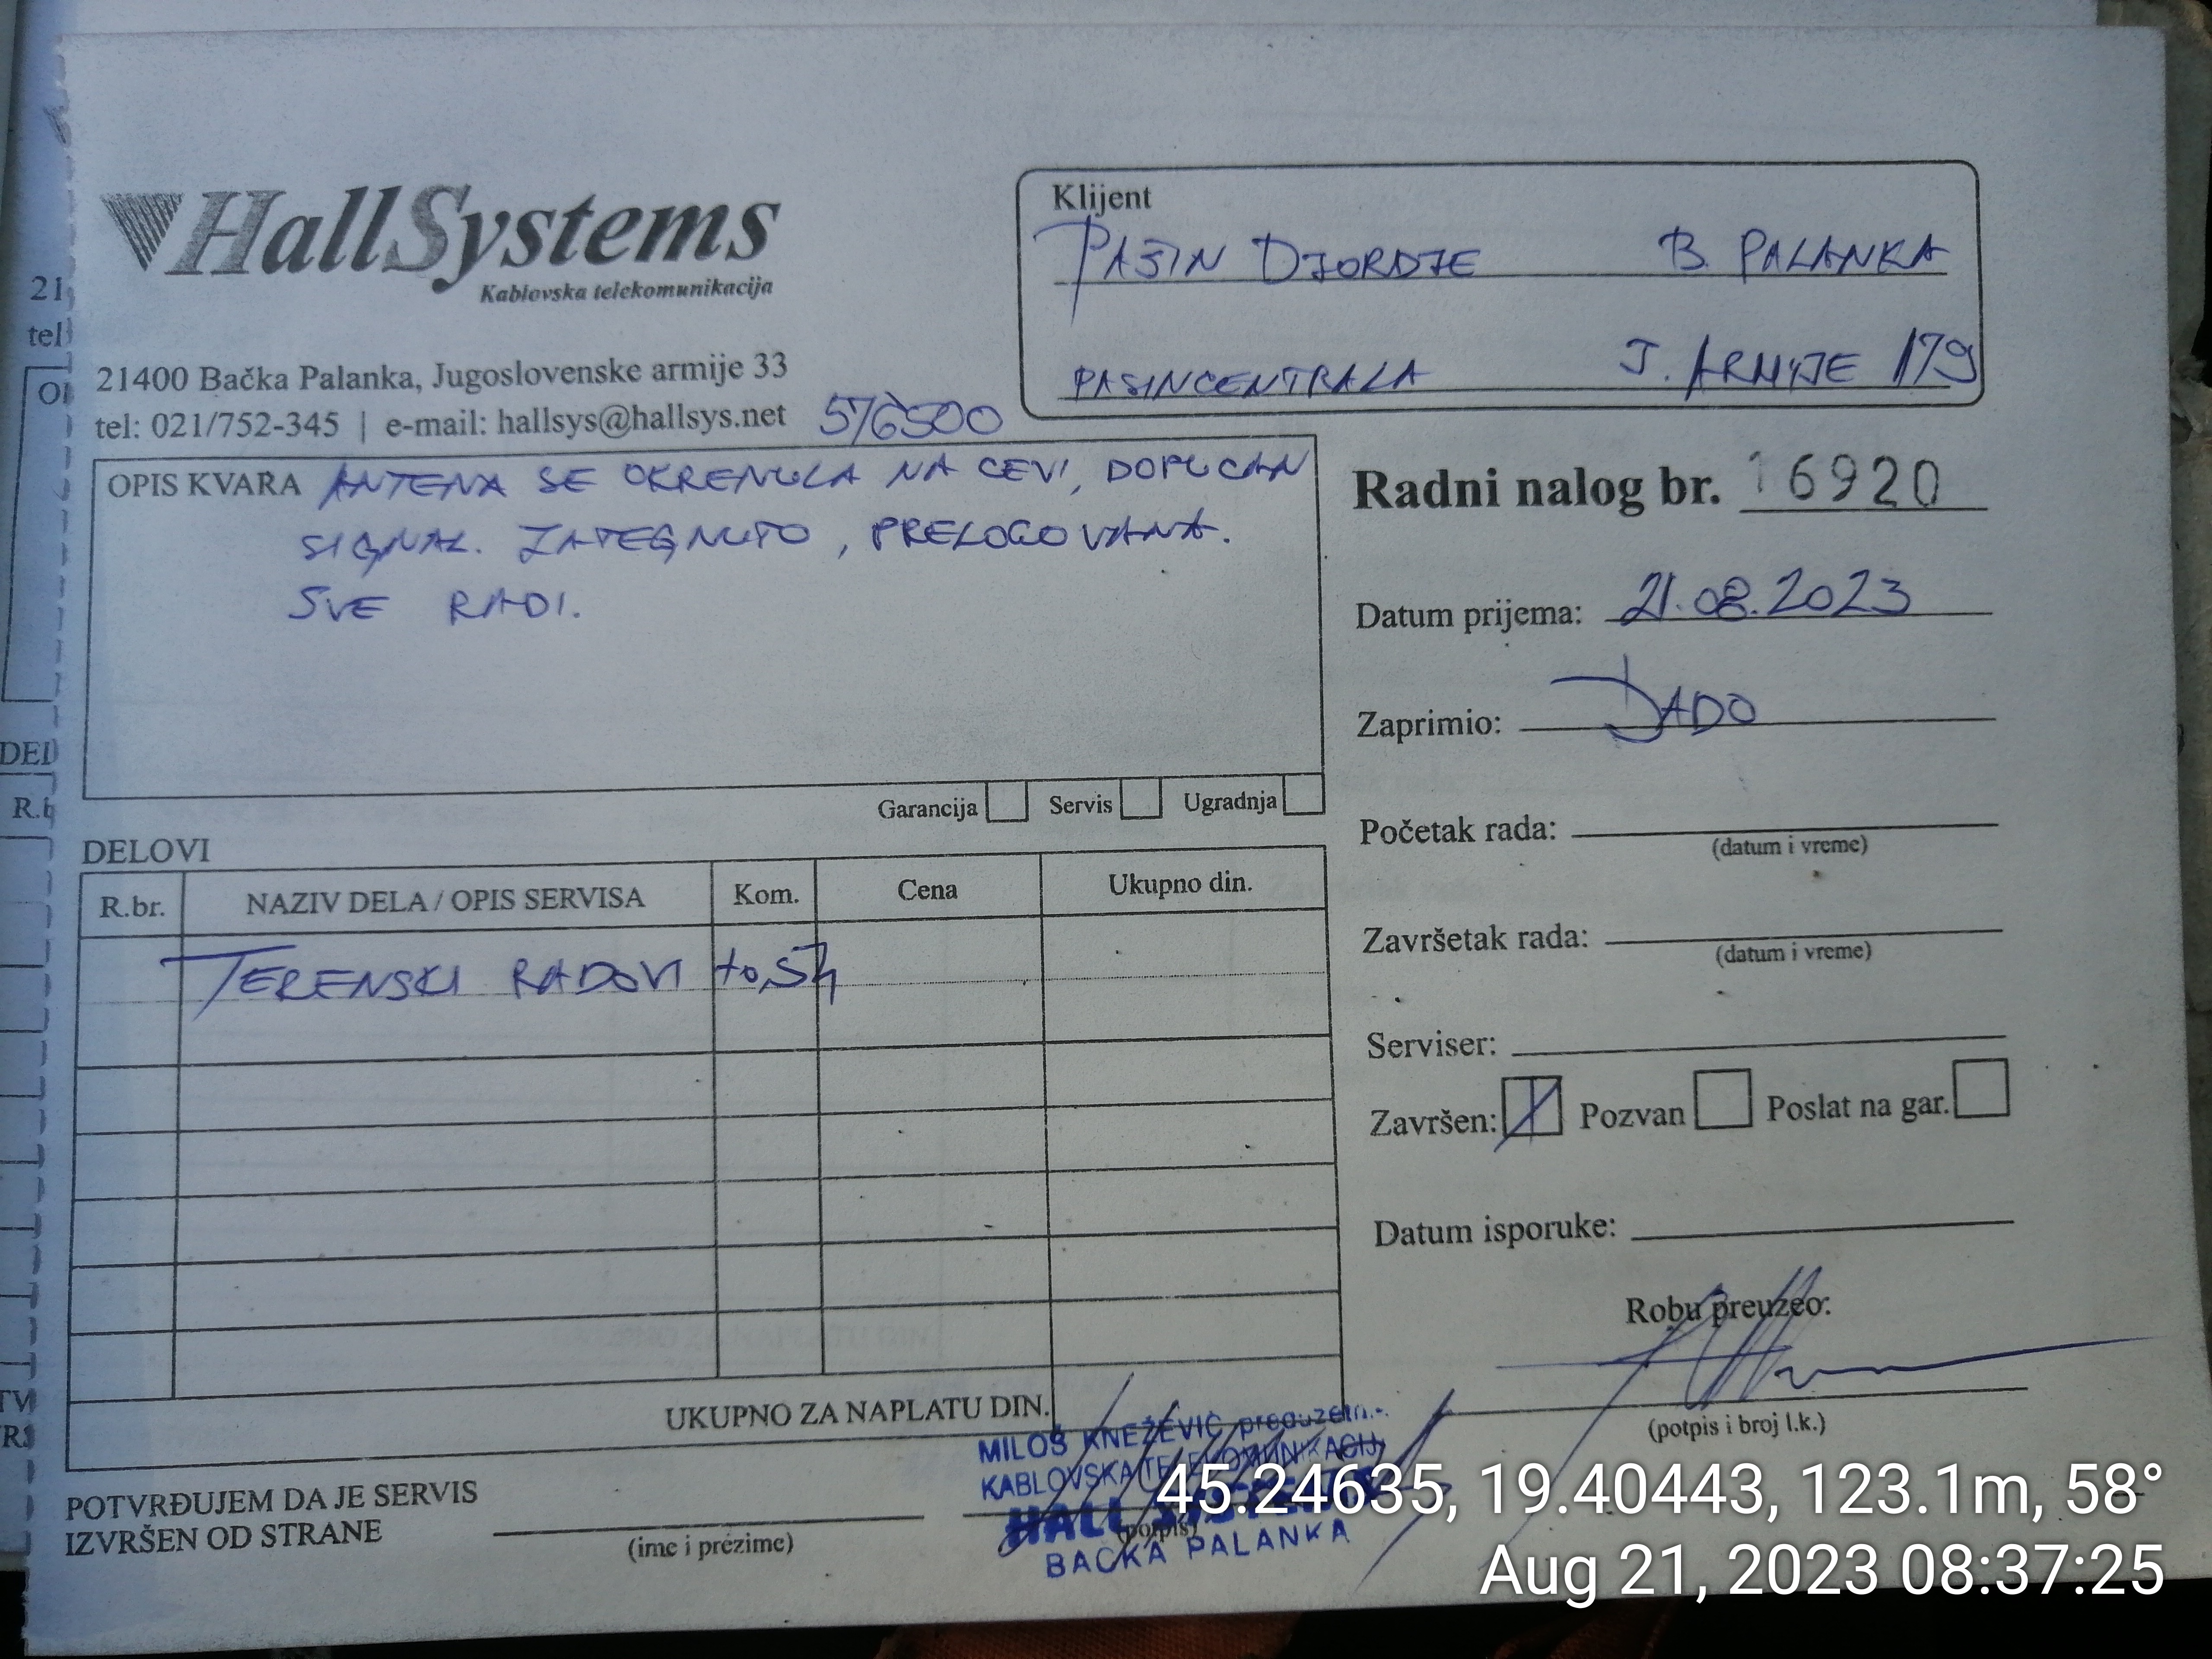 HallSystems
Kablovska telekomunikacija
21400 Bačka Palanka, Jugoslovenske armije 33
tel: 021/752-345 | e-mail: hallsys@hallsys.net
576500
Klijent
PAJIN DJORDJE B. PALANKA
PAJINCENTRALA J. ARMIJE 179
OPIS KVARA ANTENA SE OKRENULA NA CEVI,
SIGNAL. ZATEGNUTO, PRELOGOVANA.
SVE RADI.
Garancija Servis Ugradnja
Radni nalog br. 16920
Datum prijema: 21.08.2023
Zaprimio: DADO
Početak rada:
(datum i vreme)
Završetak rada:
(datum i vreme)
Serviser:
Završen: Pozvan Poslat na gar.
Datum isporuke:
Robu preuzeo:
(potpis i broj l.k.)
DELOVI
R.br. NAZIV DELA / OPIS SERVISA Kom. Cena Ukupno din.
TERENSKI RADOVI
UKUPNO ZA NAPLATU DIN.
POTVRĐUJEM DA JE SERVIS
IZVRŠEN OD STRANE
(ime i prezime)
(potpis)
MILOŠ KNEŽEVIĆ preduzetn.
KABLOVSKA TELEKOMUNIKACIJ
HALL
BAČKA PALANKA
21
tel
DEL
45.24635, 19.40443, 123.1m, 58°
Aug 21, 2023 08:37:25